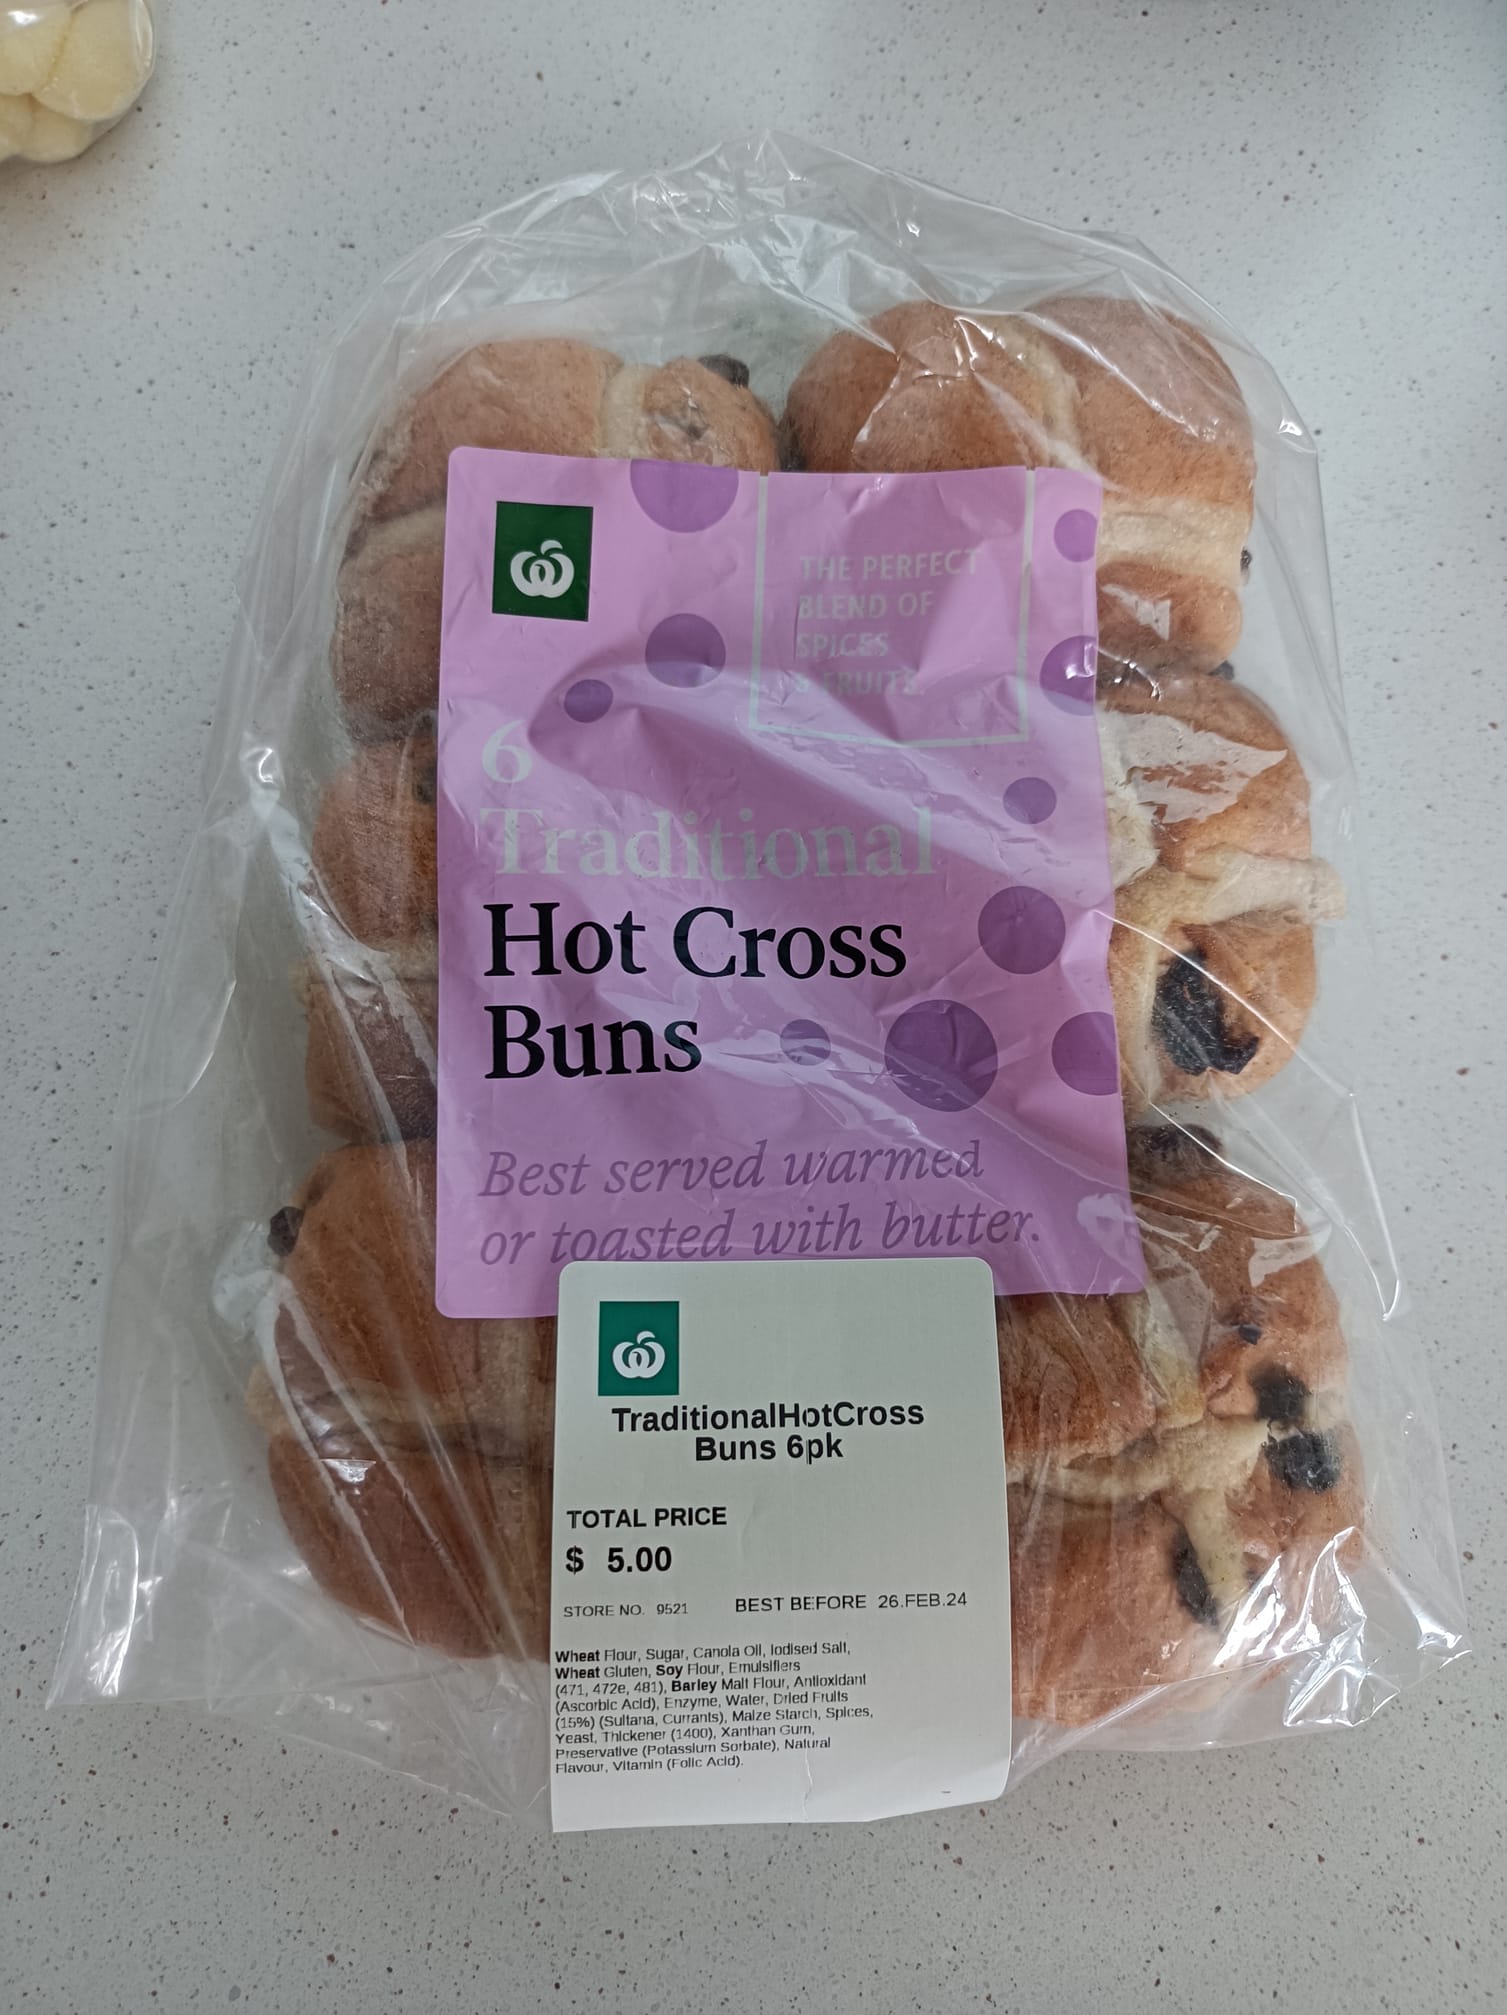 THE PERFECT
BLEND OF
SPICES
& FRUITS.
6
Traditional
Hot Cross
Buns
Best served warmed
or toasted with butter.
TraditionalHotCross
Buns 6pk
TOTAL PRICE
$ 5.00
STORE NO. 9521 BEST BEFORE 26.FEB.24
Wheat Flour, Sugar, Canola Oil, Iodised Salt,
Wheat Gluten, Soy Flour, Emulsifiers
(471, 472e, 481), Barley Malt Flour, Antioxidant
(Ascorbic Acid), Enzyme, Water, Dried Fruits
(15%) (Sultana, Currants), Maize Starch, Spices,
Yeast, Thickener (1400), Xanthan Gum,
Preservative (Potassium Sorbate), Natural
Flavour, Vitamin (Folic Acid).